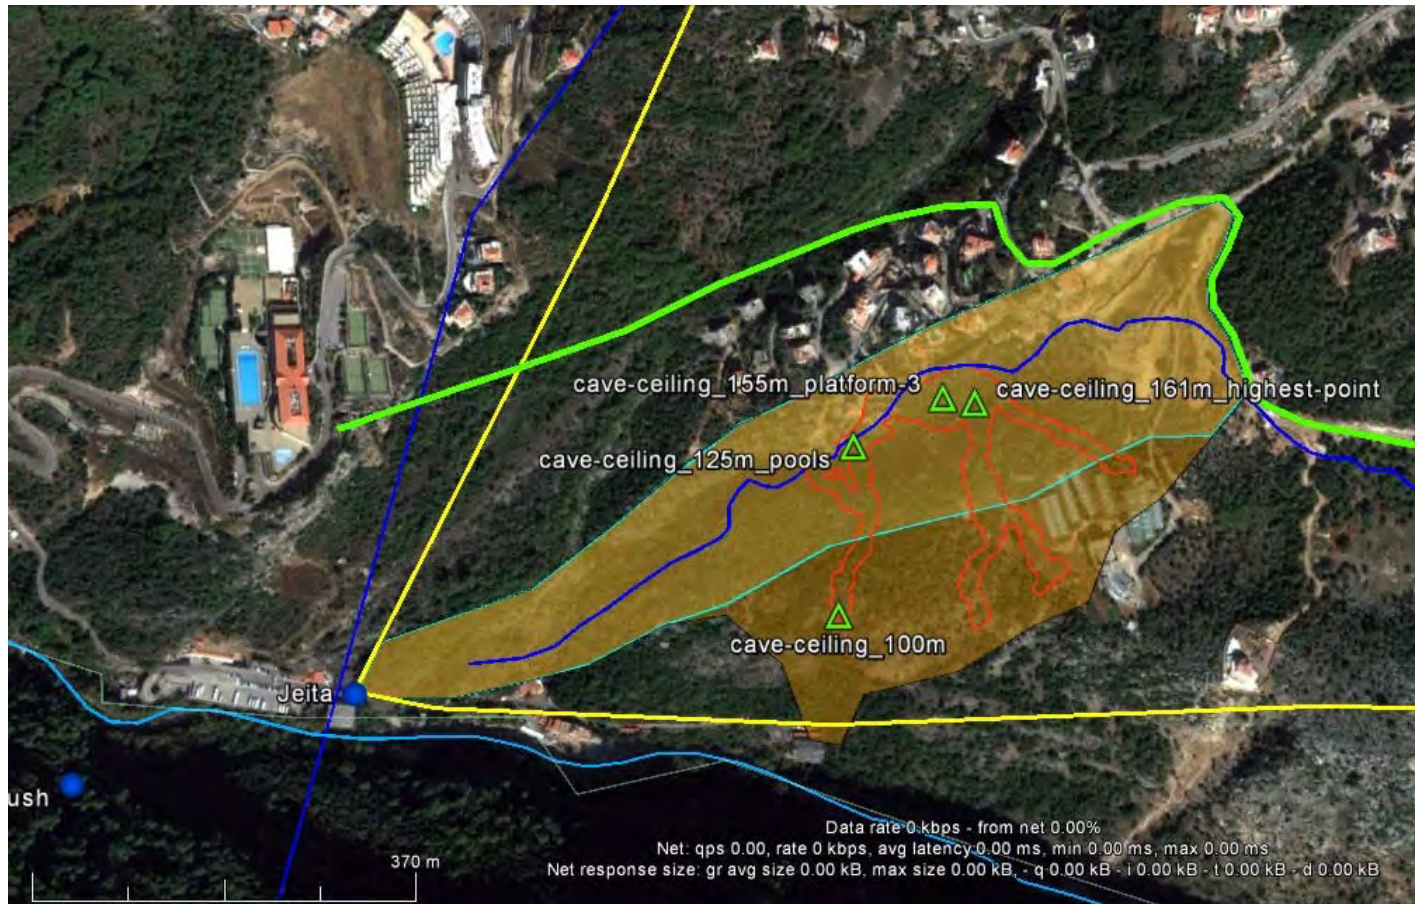 cave-ceiling_155m_platform-3
cave-ceiling_161m_highest-point
cave-ceiling_125m_pools
cave-ceiling_100m
Jeita
ush
370 m
Data rate 0 kbps - from net 0.00%
Net: qps 0.00, rate 0 kbps, avg latency 0.00 ms, min 0.00 ms, max 0.00 ms
Net response size: gr avg size 0.00 kB, max size 0.00 kB, - q 0.00 kB - i 0.00 kB - t 0.00 kB - d 0.00 kB